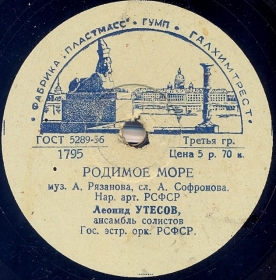 ФАБРИКА „ПЛАСТМАСС" ГУМП ★ ГАЛХИМТРЕСТ
ГОСТ 5289-56 Третья гр.
1795 Цена 5 р. 70 к.
РОДИМОЕ МОРЕ
муз. А. Рязанова, сл. А. Софронова.
Нар. арт. РСФСР
Леонид УТЕСОВ,
ансамбль солистов
Гос. эстр. орк. РСФСР.